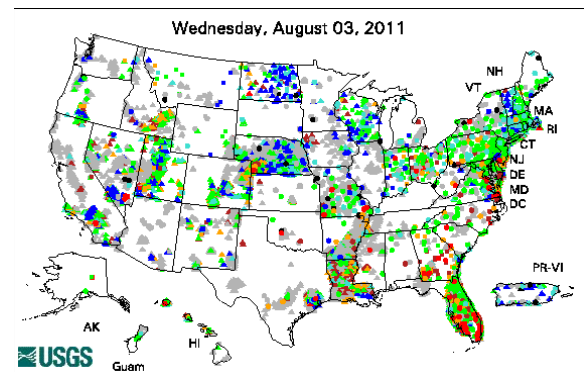 Wednesday, August 03, 2011
NH
VT
MA
RI
CT
NJ
DE
MD
DC
PR-VI
AK
HI
Guam
USGS